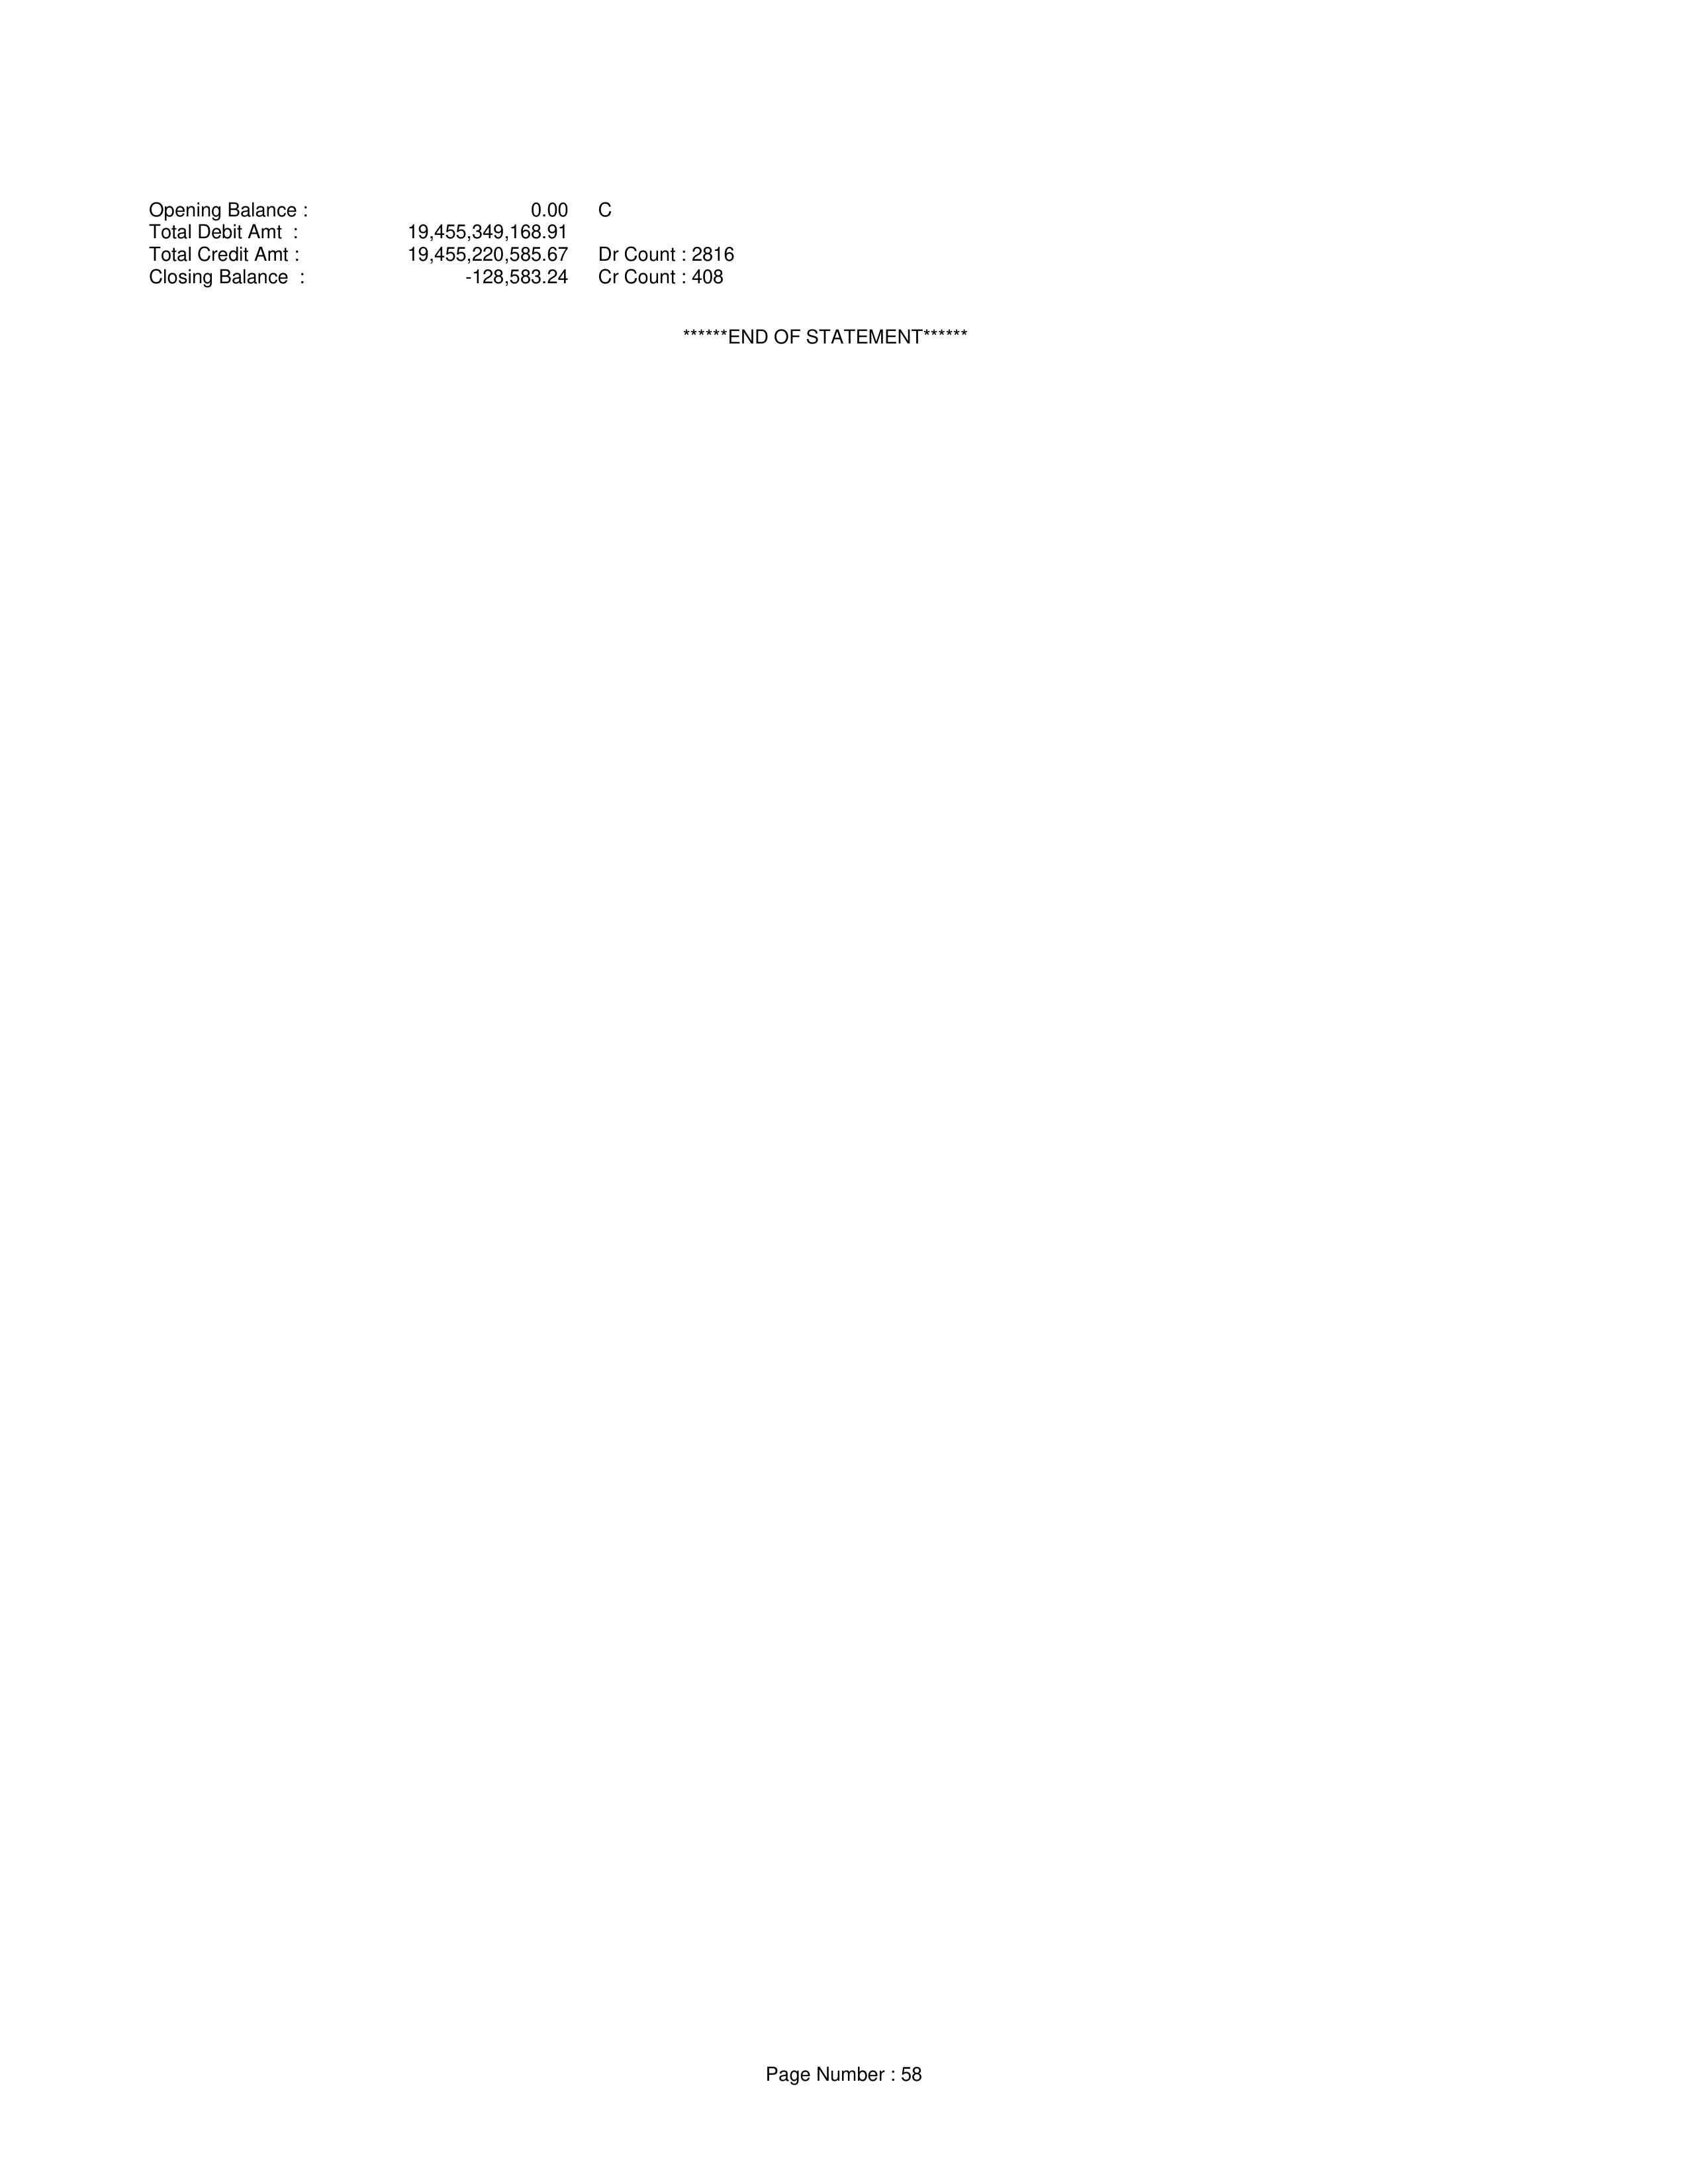 Opening Balance : 0.00 C
Total Debit Amt : 19,455,349,168.91
Total Credit Amt : 19,455,220,585.67 Dr Count : 2816
Closing Balance : -128,583.24 Cr Count : 408
******END OF STATEMENT******
Page Number : 58